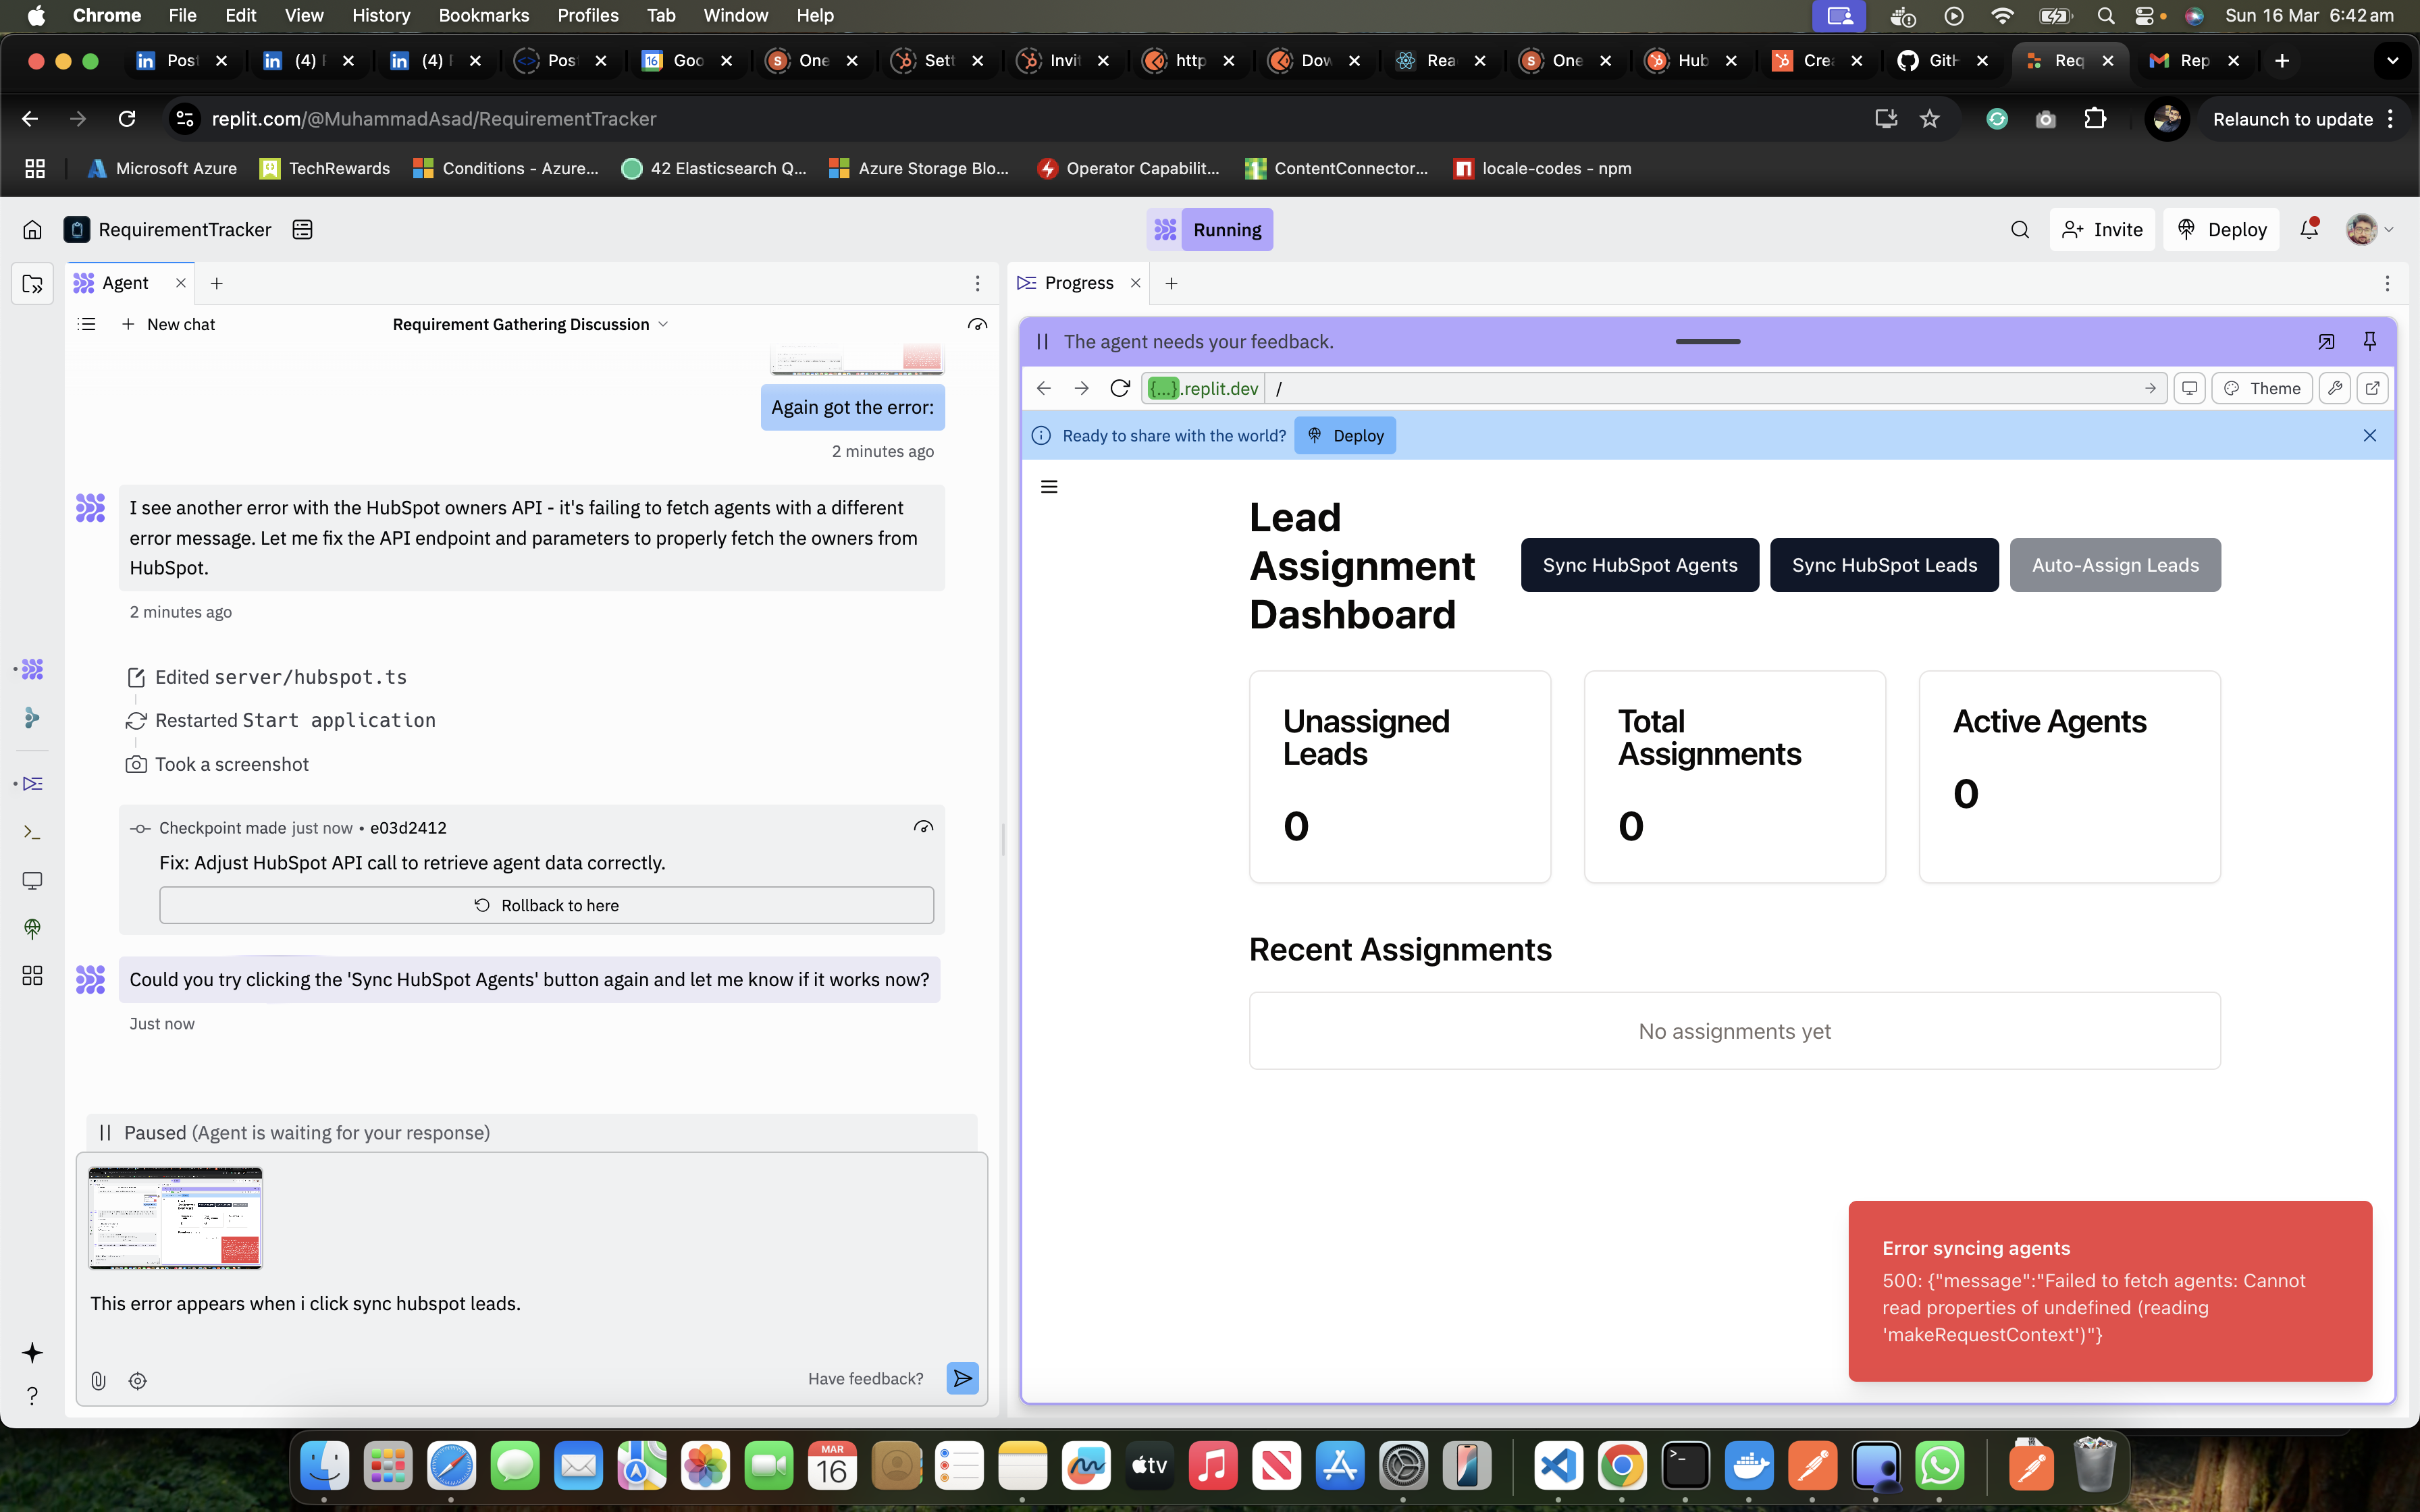 Chrome File Edit View History Bookmarks Profiles Tab Window Help
Sun 16 Mar 6:42 am
Post (4) (4) Post Goo One Sett Invit http Dow Rea One Hub Crea GitH Req Rep
replit.com/@MuhammadAsad/RequirementTracker
Relaunch to update
Microsoft Azure TechRewards Conditions - Azure... 42 Elasticsearch Q... Azure Storage Blo... Operator Capabilit... ContentConnector... locale-codes - npm
RequirementTracker
Running
Invite Deploy
Agent
New chat
Requirement Gathering Discussion
Again got the error:
2 minutes ago
I see another error with the HubSpot owners API - it's failing to fetch agents with a different
error message. Let me fix the API endpoint and parameters to properly fetch the owners from
HubSpot.
2 minutes ago
Edited server/hubspot.ts
Restarted Start application
Took a screenshot
Checkpoint made just now • e03d2412
Fix: Adjust HubSpot API call to retrieve agent data correctly.
Rollback to here
Could you try clicking the 'Sync HubSpot Agents' button again and let me know if it works now?
Just now
Paused (Agent is waiting for your response)
This error appears when i click sync hubspot leads.
Have feedback?
Progress
The agent needs your feedback.
{...}.replit.dev /
Theme
Ready to share with the world? Deploy
Lead
Assignment
Dashboard
Sync HubSpot Agents Sync HubSpot Leads Auto-Assign Leads
Unassigned
Leads
0
Total
Assignments
0
Active Agents
0
Recent Assignments
No assignments yet
Error syncing agents
500: {"message":"Failed to fetch agents: Cannot
read properties of undefined (reading
'makeRequestContext')"}
MAR
16
tv